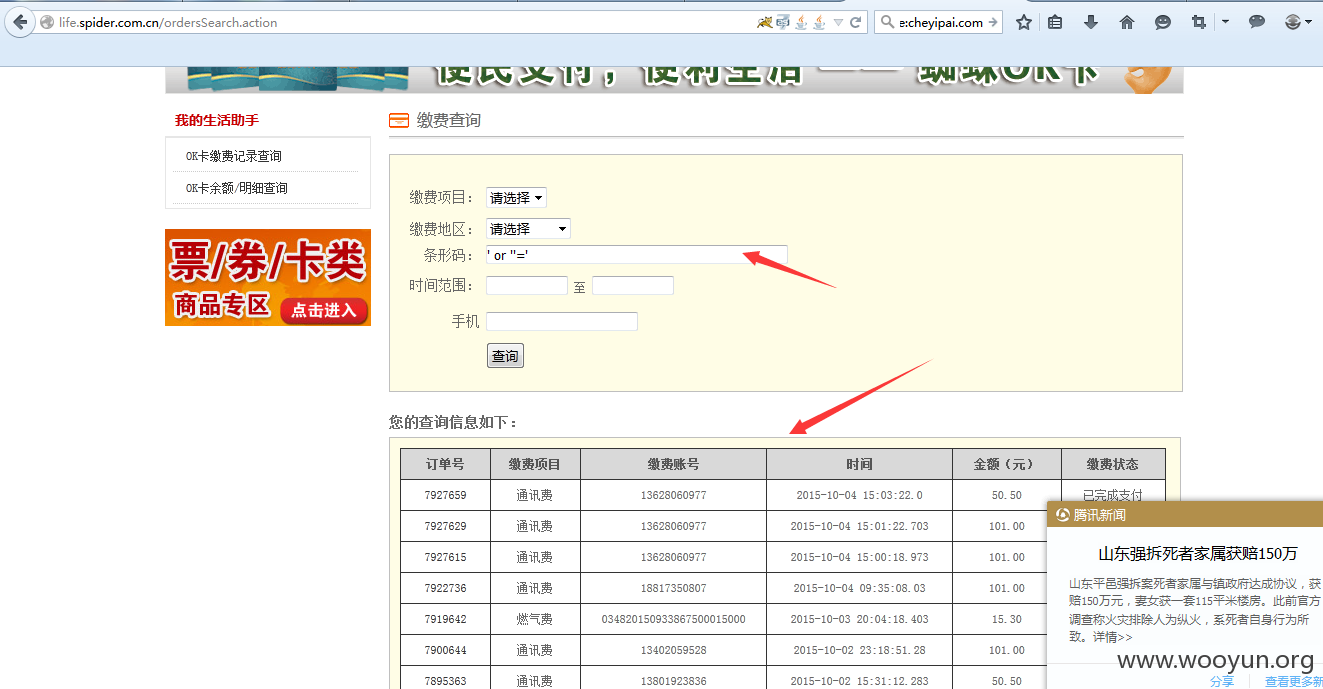 life.spider.com.cn/ordersSearch.action
e:cheyipai.com
便民支付，便利生活 —— 蜘蛛OK卡
我的生活助手
OK卡缴费记录查询
OK卡余额/明细查询
票/券/卡类
商品专区 点击进入
缴费查询
缴费项目： 请选择
缴费地区： 请选择
条形码： ' or ''='
时间范围： 至
手机
查询
您的查询信息如下：
订单号 缴费项目 缴费账号 时间 金额（元） 缴费状态
7927659 通讯费 13628060977 2015-10-04 15:03:22.0 50.50 已完成支付
7927629 通讯费 13628060977 2015-10-04 15:01:22.703 101.00
7927615 通讯费 13628060977 2015-10-04 15:00:18.973 101.00
7922736 通讯费 18817350807 2015-10-04 09:35:08.03 101.00
7919642 燃气费 034820150933867500015000 2015-10-03 20:04:18.403 15.30
7900644 通讯费 13402059528 2015-10-02 23:18:51.28 101.00
7895363 通讯费 13801923836 2015-10-02 15:31:12.283 50.50
腾讯新闻
山东强拆死者家属获赔150万
山东平邑强拆案死者家属与镇政府达成协议，获
赔150万元，妻女获一套115平米楼房。此前官方
调查称火灾排除人为纵火，系死者自身行为所
致。详情>>
www.wooyun.org
分享 查看更多新